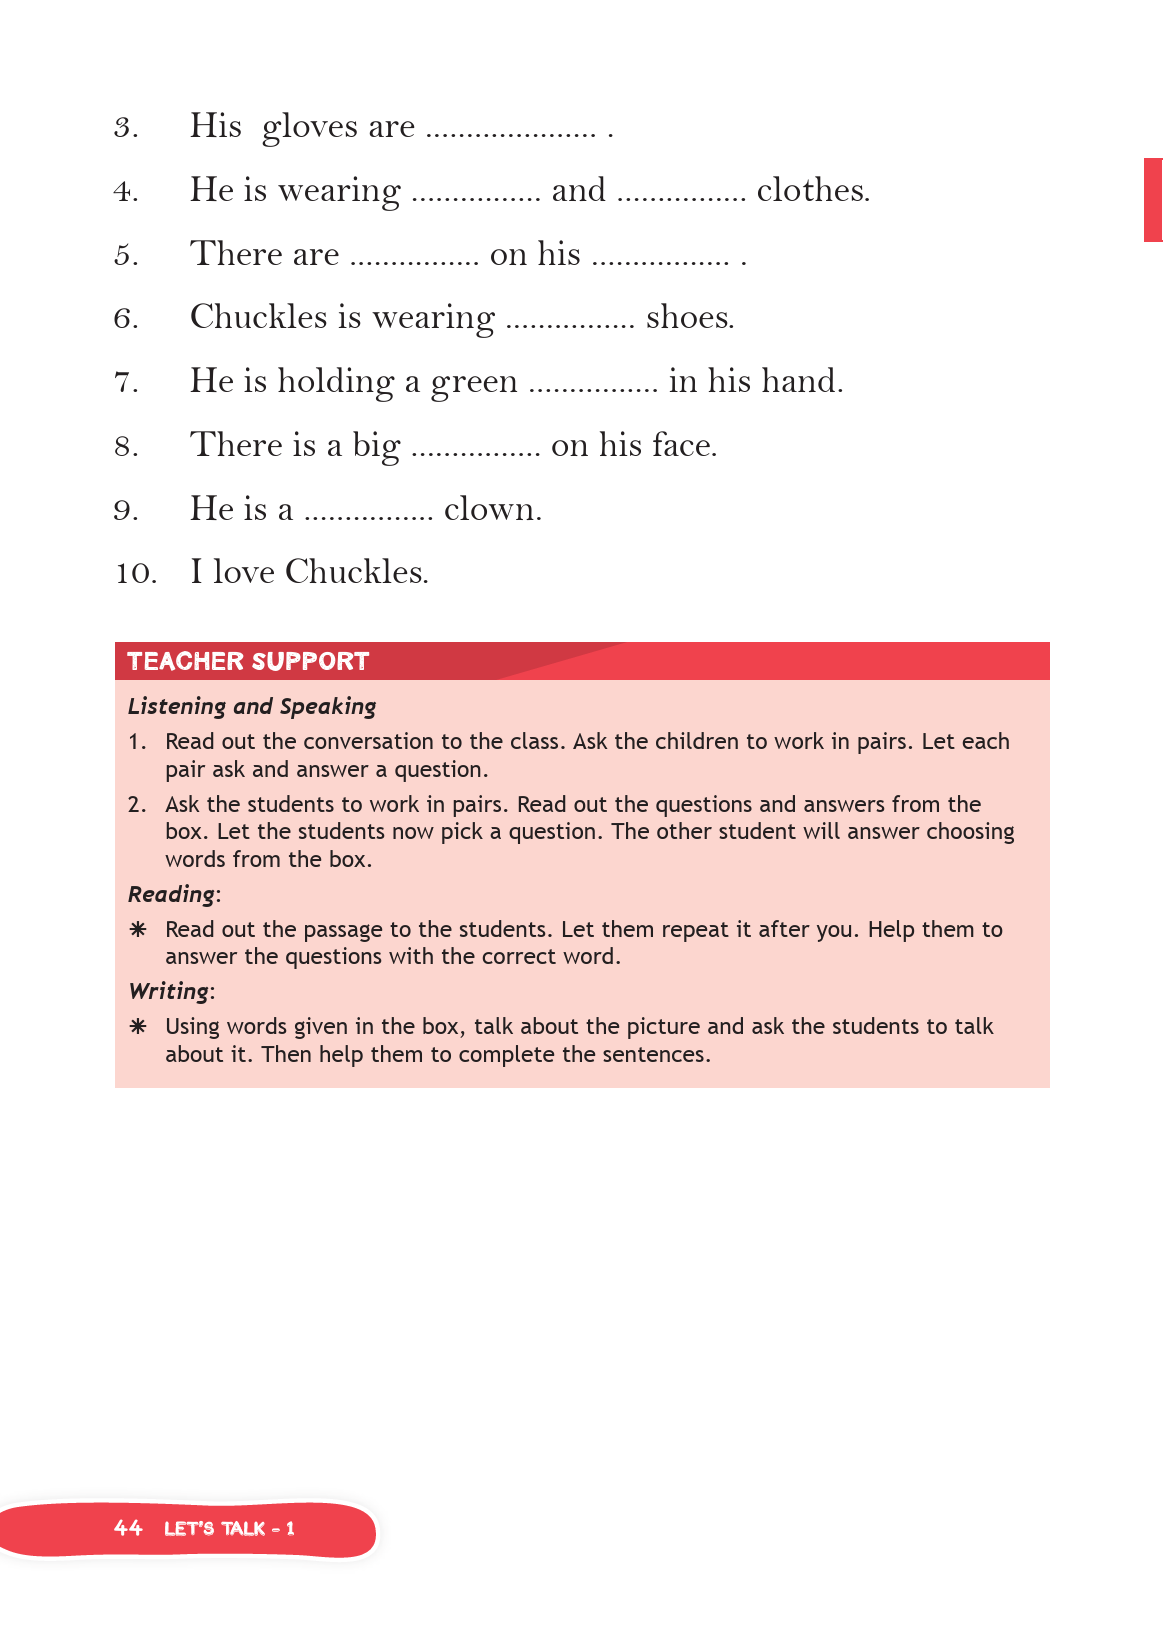 3. His gloves are ..................... .
4. He is wearing ................ and ................ clothes.
5. There are ................ on his ................. .
6. Chuckles is wearing ................ shoes.
7. He is holding a green ................ in his hand.
8. There is a big ................ on his face.
9. He is a ................ clown.
10. I love Chuckles.
TEACHER SUPPORT
Listening and Speaking
1. Read out the conversation to the class. Ask the children to work in pairs. Let each
pair ask and answer a question.
2. Ask the students to work in pairs. Read out the questions and answers from the
box. Let the students now pick a question. The other student will answer choosing
words from the box.
Reading:
✳ Read out the passage to the students. Let them repeat it after you. Help them to
answer the questions with the correct word.
Writing:
✳ Using words given in the box, talk about the picture and ask the students to talk
about it. Then help them to complete the sentences.
44 LET'S TALK - 1